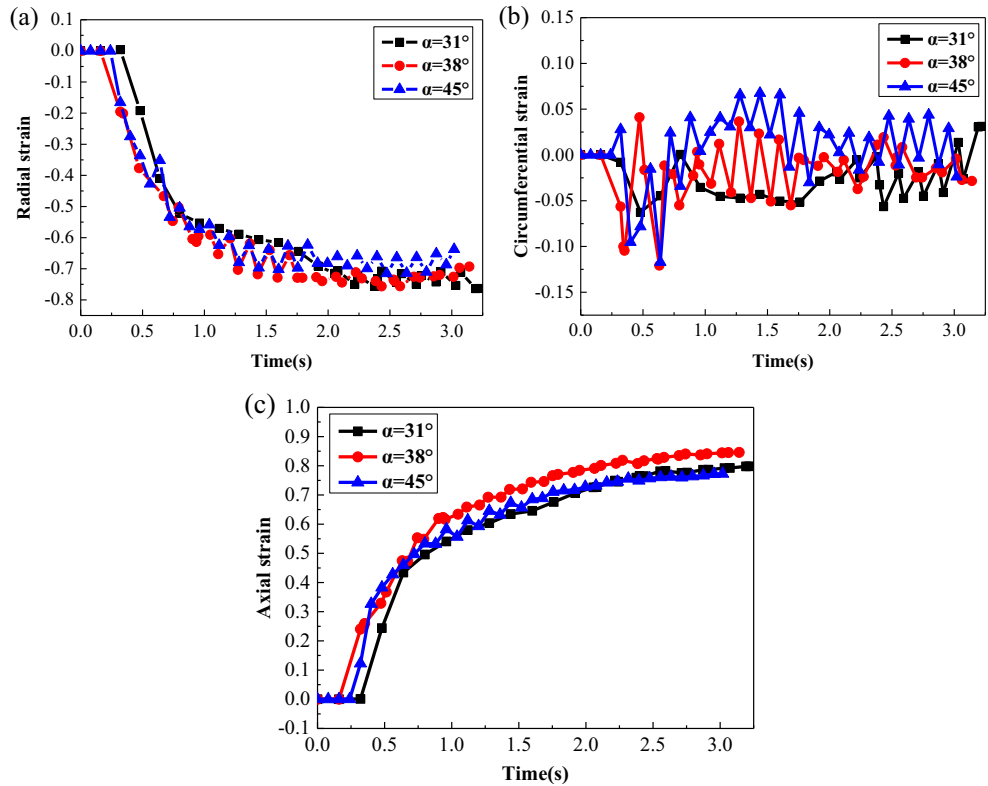 (a)
0.1
0.0
-0.1
-0.2
-0.3
-0.4
-0.5
-0.6
-0.7
-0.8
Radial strain
α=31°
α=38°
α=45°
0.0 0.5 1.0 1.5 2.0 2.5 3.0
Time(s)
(b)
0.15
0.10
0.05
0.00
-0.05
-0.10
-0.15
Circumferential strain
α=31°
α=38°
α=45°
0.0 0.5 1.0 1.5 2.0 2.5 3.0
Time(s)
(c)
1.0
0.9
0.8
0.7
0.6
0.5
0.4
0.3
0.2
0.1
0.0
-0.1
Axial strain
α=31°
α=38°
α=45°
0.0 0.5 1.0 1.5 2.0 2.5 3.0
Time(s)